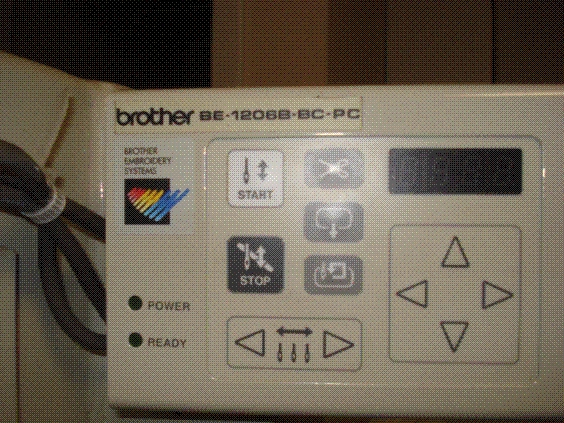 brother BE-1206B-BC-PC
BROTHER
EMBROIDERY
SYSTEMS
START
STOP
POWER
READY